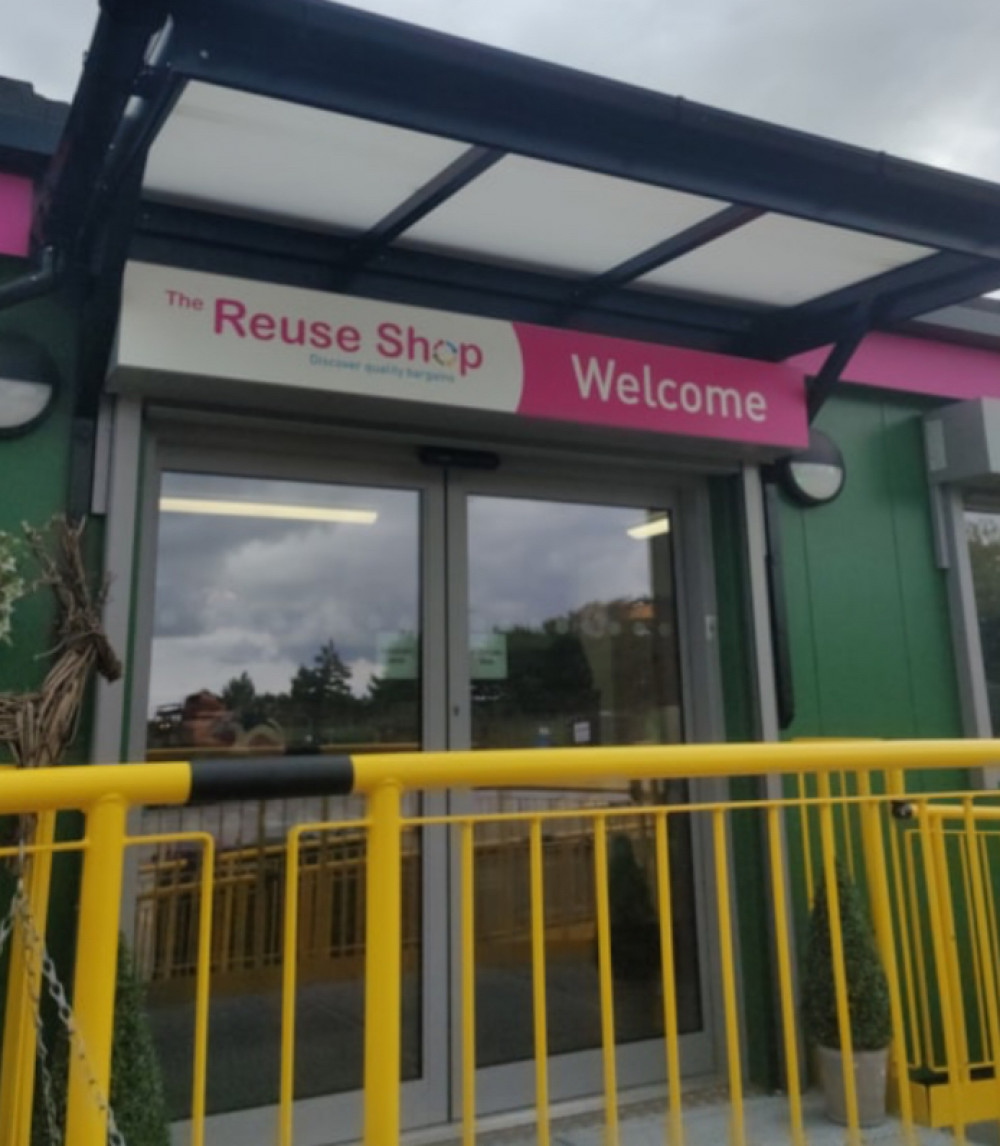 The Reuse Shop
Discover quality bargains
Welcome